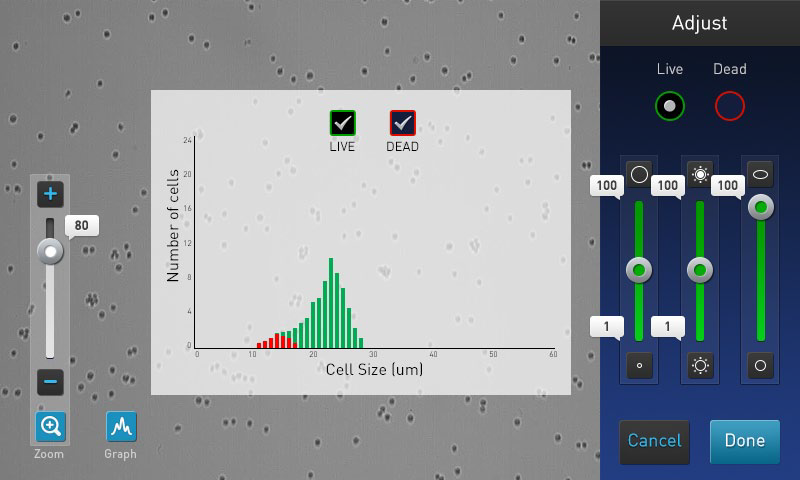 Adjust
Live Dead
LIVE DEAD
Number of cells
24
20
16
12
8
4
0
0 10 20 30 40 50 60
Cell Size (um)
80
Zoom Graph
100 100 100
1 1
Cancel Done